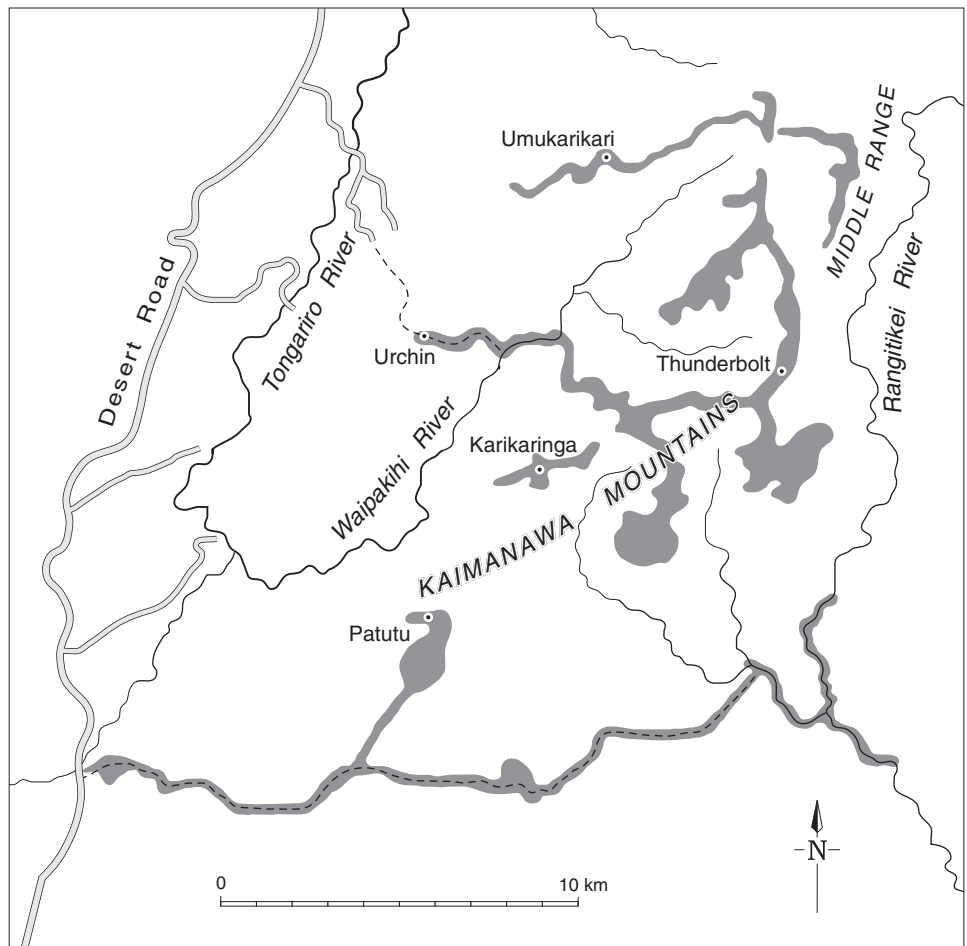 Umukarikari
MIDDLE RANGE
Desert Road
Tongariro River
Rangitikei River
Urchin
Thunderbolt
Waipakihi River
Karikaringa
KAIMANAWA MOUNTAINS
Patutu
N
0 10 km